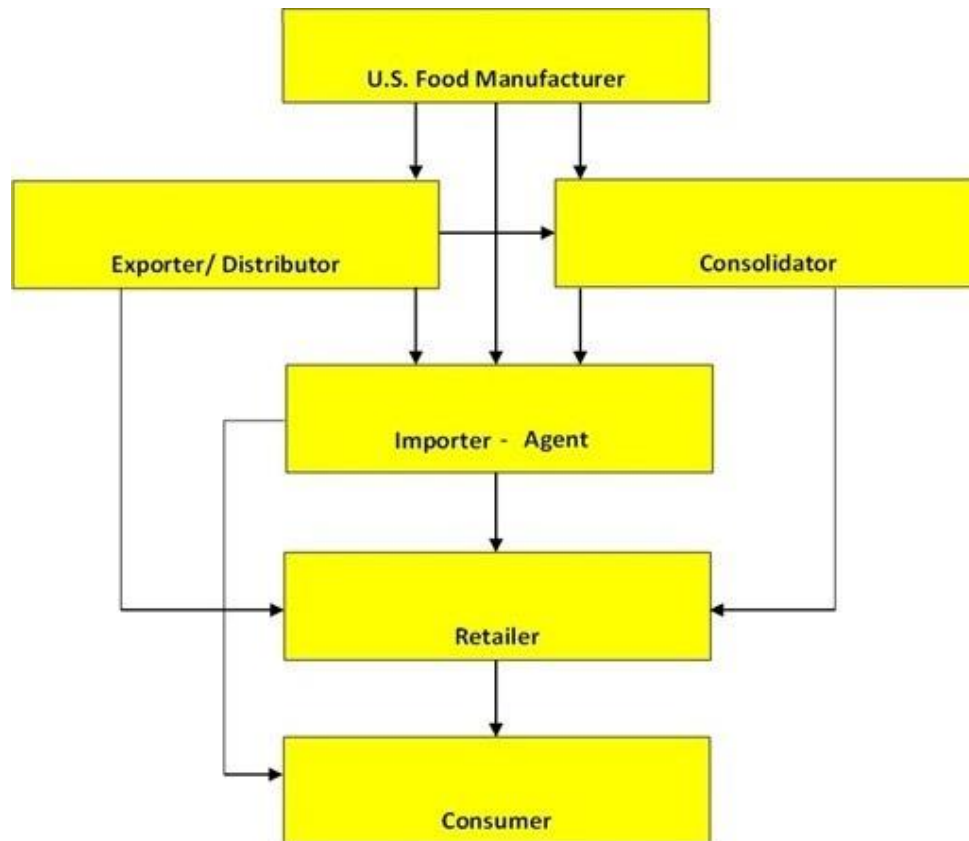 U.S. Food Manufacturer
Exporter/ Distributor
Consolidator
Importer - Agent
Retailer
Consumer